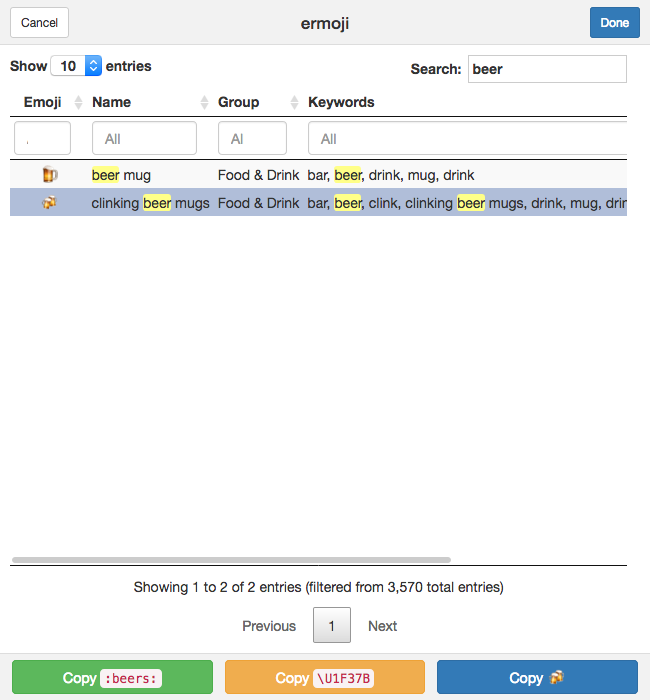 Cancel ermoji Done
Show 10 entries Search: beer
Emoji Name Group Keywords
All Al All
beer mug Food & Drink bar, beer, drink, mug, drink
clinking beer mugs Food & Drink bar, beer, clink, clinking beer mugs, drink, mug, drin
Showing 1 to 2 of 2 entries (filtered from 3,570 total entries)
Previous 1 Next
Copy :beers: Copy \U1F37B Copy 🍻